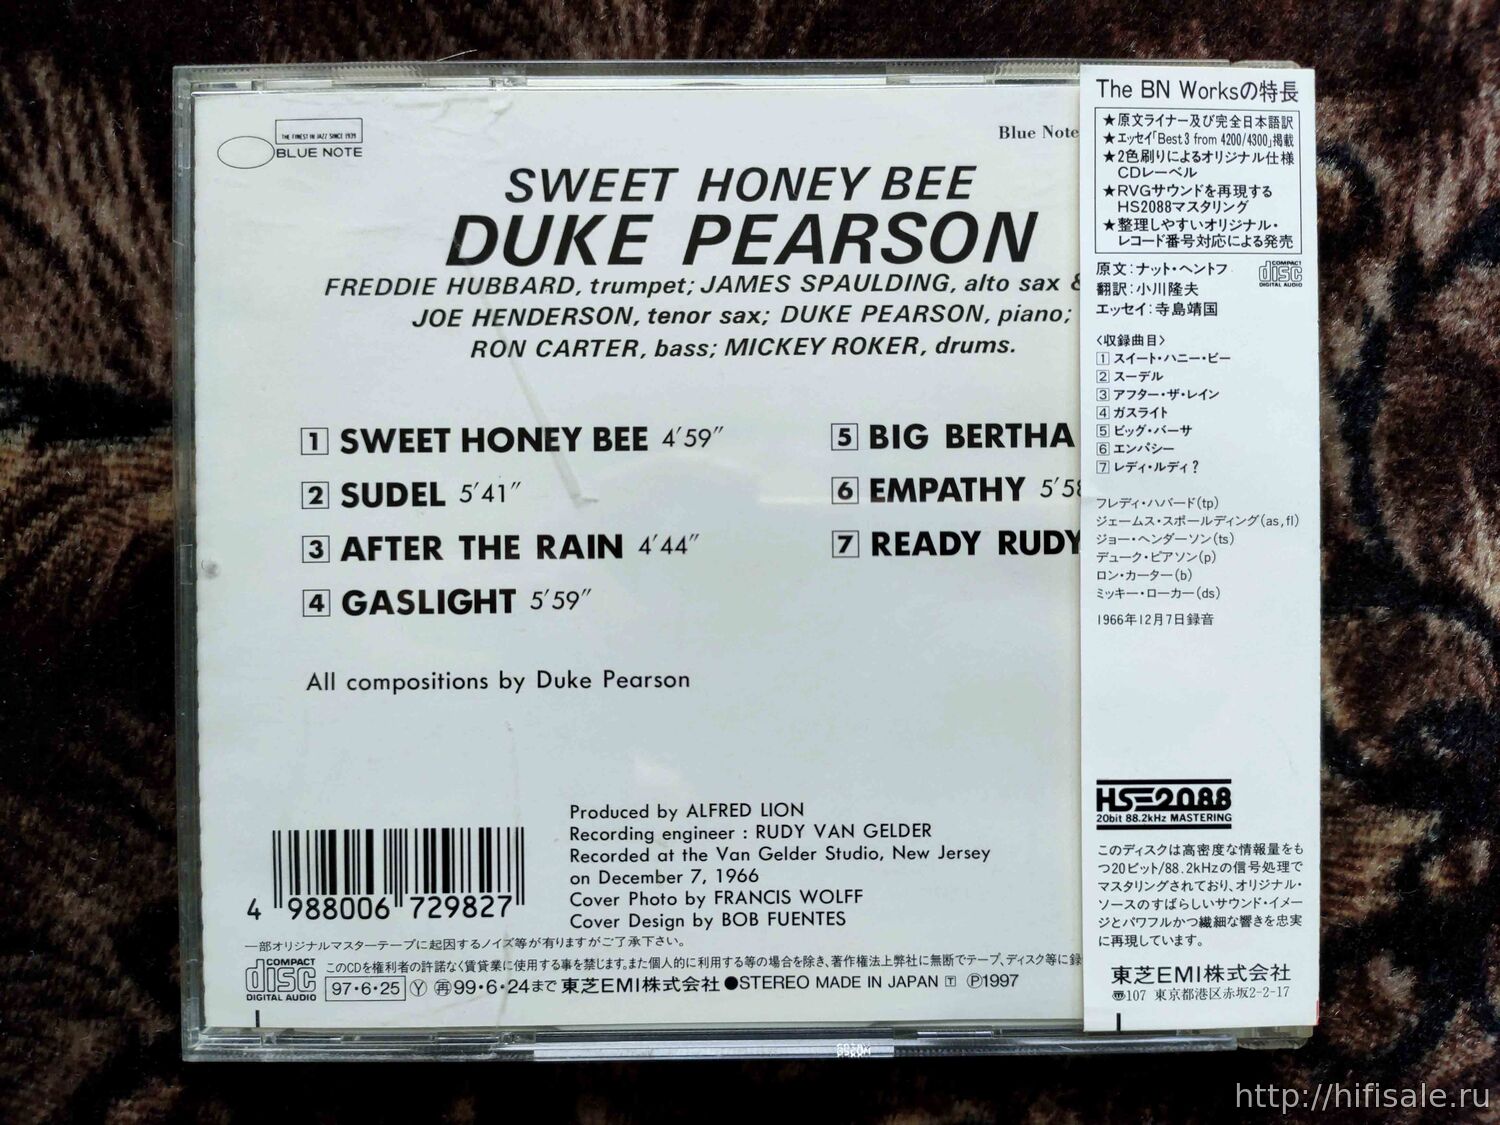 THE FINEST IN JAZZ SINCE 1939
BLUE NOTE
Blue Note
SWEET HONEY BEE
DUKE PEARSON
FREDDIE HUBBARD, trumpet; JAMES SPAULDING, alto sax &
JOE HENDERSON, tenor sax; DUKE PEARSON, piano;
RON CARTER, bass; MICKEY ROKER, drums.
1 SWEET HONEY BEE 4'59"
2 SUDEL 5'41"
3 AFTER THE RAIN 4'44"
4 GASLIGHT 5'59"
5 BIG BERTHA
6 EMPATHY 5'58
7 READY RUDY
All compositions by Duke Pearson
Produced by ALFRED LION
Recording engineer : RUDY VAN GELDER
Recorded at the Van Gelder Studio, New Jersey
on December 7, 1966
Cover Photo by FRANCIS WOLFF
Cover Design by BOB FUENTES
4 988006 729827
一部オリジナルマスターテープに起因するノイズ等が有りますがご了承下さい。
COMPACT disc DIGITAL AUDIO
このCDを権利者の許諾なく賃貸業に使用する事を禁じます。また個人的に利用する等の場合を除き、著作権法上弊社に無断でテープ、ディスク等に録
97・6・25 Ⓨ 再 99・6・24まで 東芝EMI株式会社 ●STEREO MADE IN JAPAN T Ⓟ1997
The BN Worksの特長
★原文ライナー及び完全日本語訳
★エッセイ「Best 3 from 4200/4300」掲載
★2色刷りによるオリジナル仕様
CDレーベル
★RVGサウンドを再現する
HS2088マスタリング
★整理しやすいオリジナル・
レコード番号対応による発売
原文：ナット・ヘントフ
翻訳：小川隆夫
エッセイ：寺島靖国
COMPACT disc DIGITAL AUDIO
〈収録曲目〉
1 スイート・ハニー・ビー
2 スーデル
3 アフター・ザ・レイン
4 ガスライト
5 ビッグ・バーサ
6 エンパシー
7 レディ・ルディ？
フレディ・ハバード(tp)
ジェームス・スポールディング(as,fl)
ジョー・ヘンダーソン(ts)
デューク・ピアソン(p)
ロン・カーター(b)
ミッキー・ローカー(ds)
1966年12月7日録音
HS2088
20bit 88.2kHz MASTERING
このディスクは高密度な情報量をも
つ20ビット/88.2kHzの信号処理で
マスタリングされており、オリジナル・
ソースのすばらしいサウンド・イメー
ジとパワフルかつ繊細な響きを忠実
に再現しています。
東芝EMI株式会社
〠107 東京都港区赤坂2-2-17
http://hifisale.ru